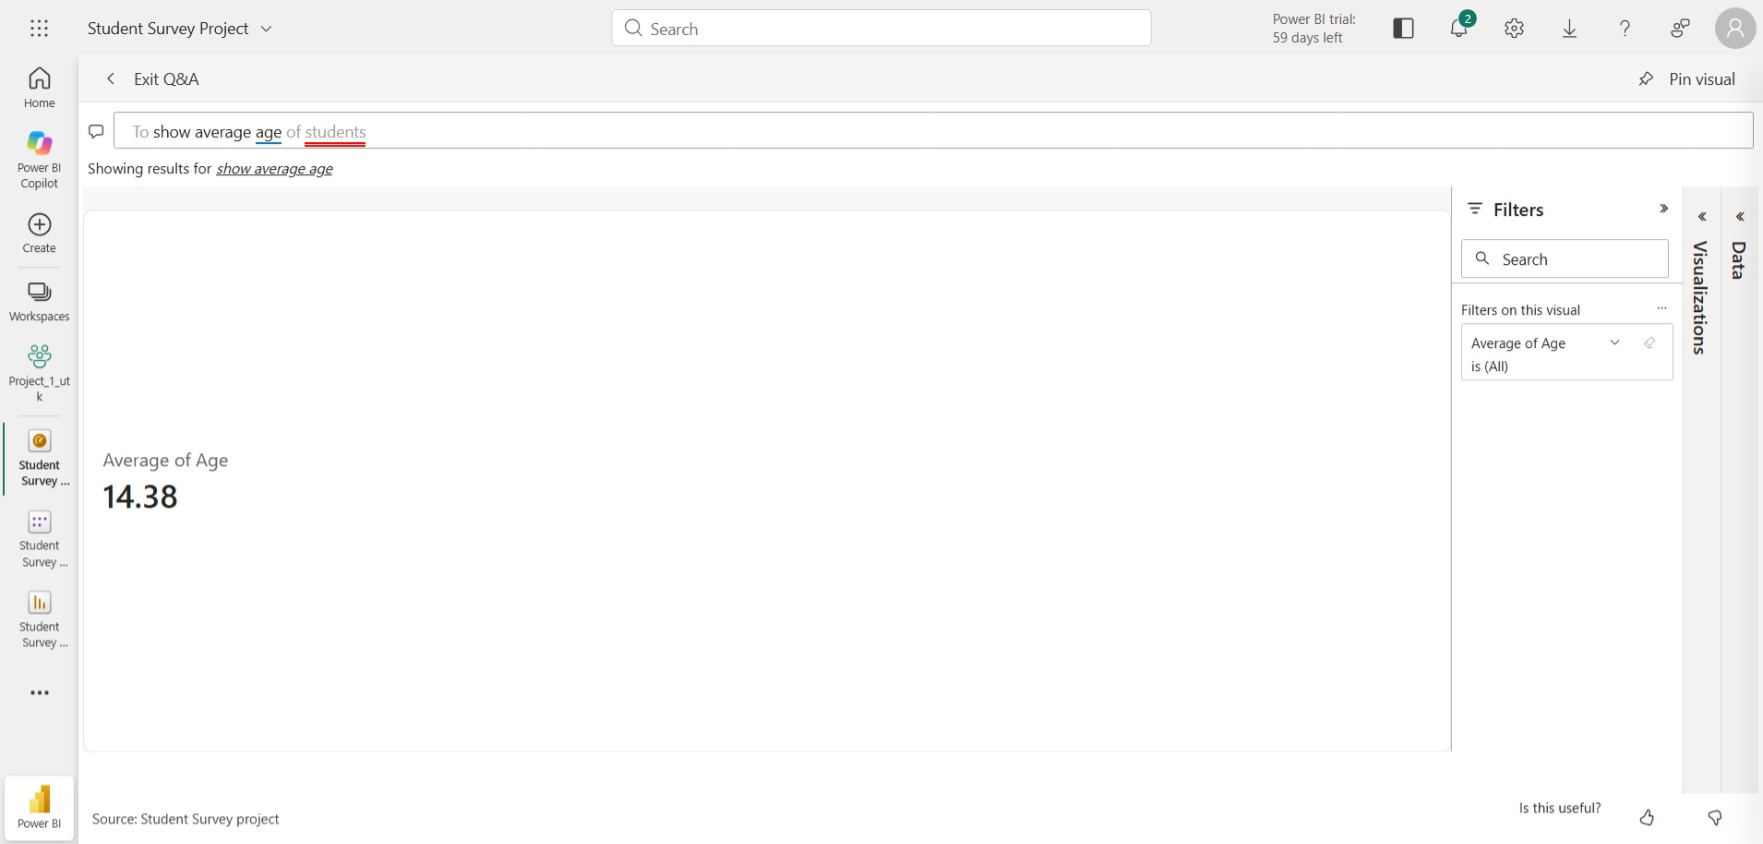 Student Survey Project
Search
Power BI trial:
59 days left
2
Home
Power BI
Copilot
Create
Workspaces
Project_1_ut
k
Student
Survey ...
Student
Survey ...
Student
Survey ...
Power BI
Exit Q&A
Pin visual
To show average age of students
Showing results for show average age
Average of Age
14.38
Filters
Search
Filters on this visual
...
Average of Age
is (All)
Visualizations
Data
Source: Student Survey project
Is this useful?